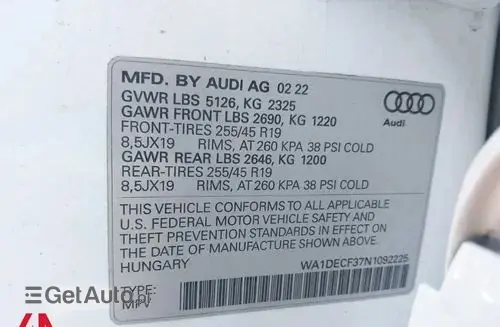 MFD. BY AUDI AG 02 22
GVWR LBS 5126, KG 2325
GAWR FRONT LBS 2690, KG 1220
FRONT-TIRES 255/45 R19
8,5JX19 RIMS, AT 260 KPA 38 PSI COLD
GAWR REAR LBS 2646, KG 1200
REAR-TIRES 255/45 R19
8,5JX19 RIMS, AT 260 KPA 38 PSI COLD
Audi
THIS VEHICLE CONFORMS TO ALL APPLICABLE
U.S. FEDERAL MOTOR VEHICLE SAFETY AND
THEFT PREVENTION STANDARDS IN EFFECT ON
THE DATE OF MANUFACTURE SHOWN ABOVE
HUNGARY WA1DECF37N1092225
TYPE:
MPV
GetAuto